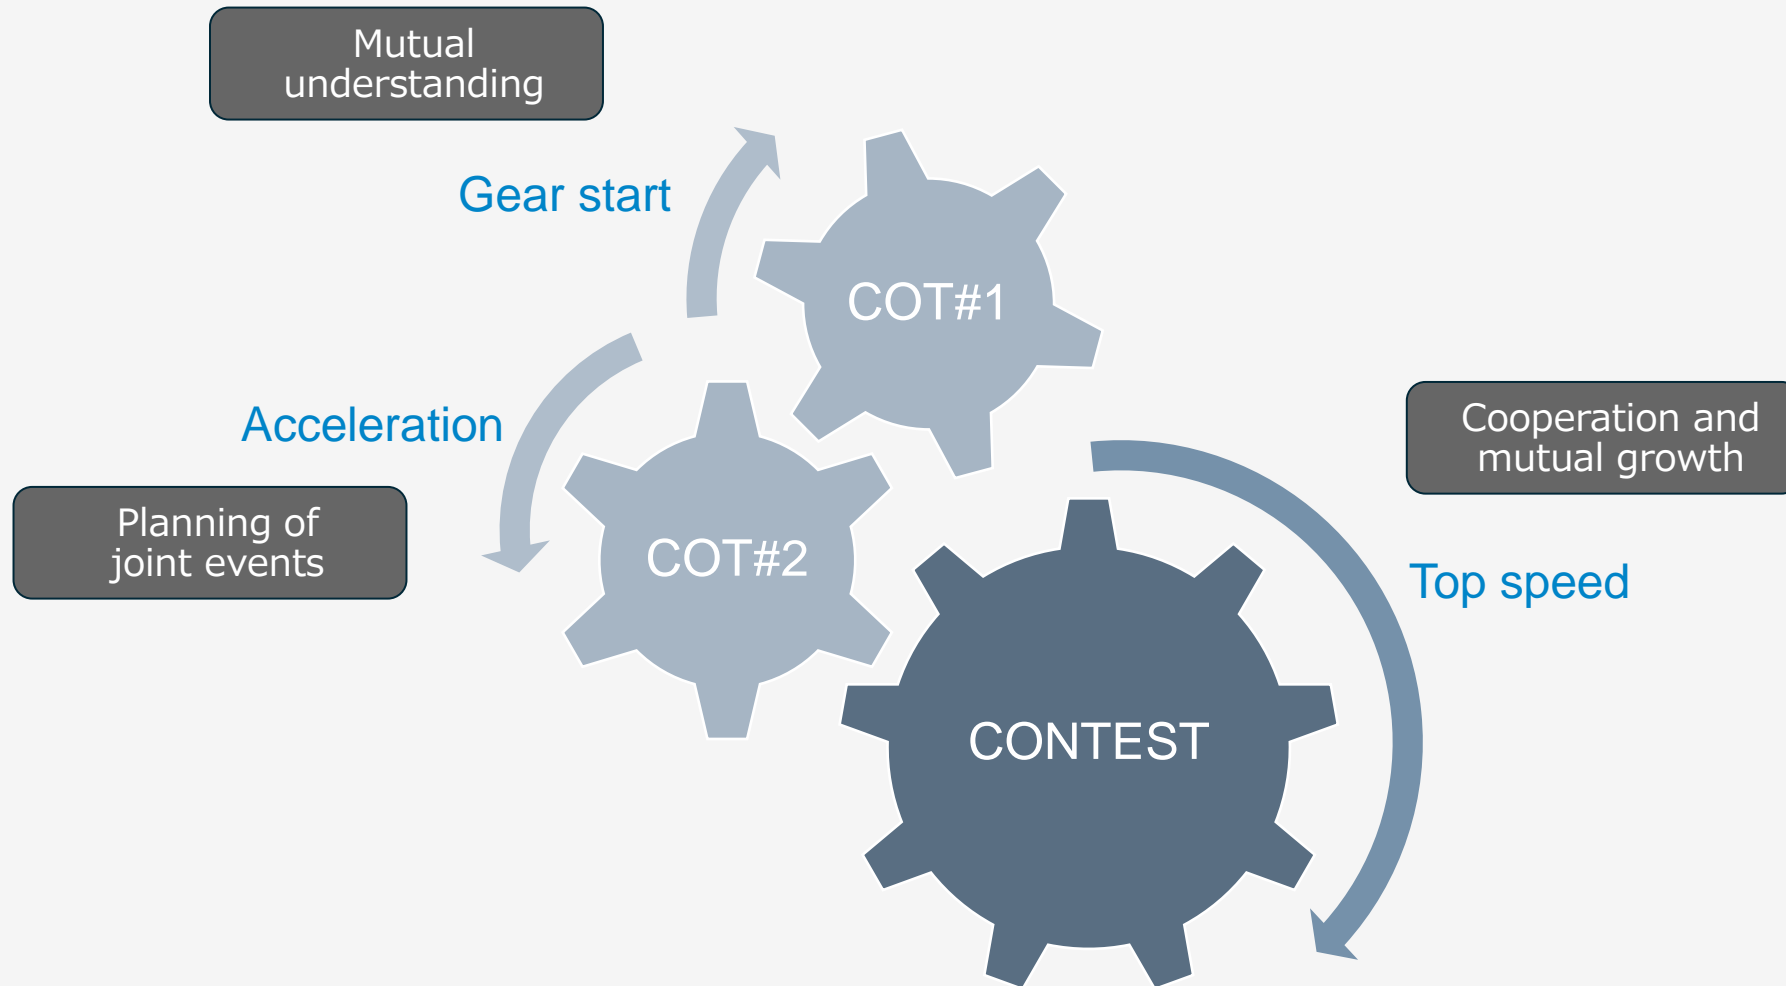 Mutual
understanding
Gear start
COT#1
Acceleration
Planning of
joint events
COT#2
Cooperation and
mutual growth
Top speed
CONTEST